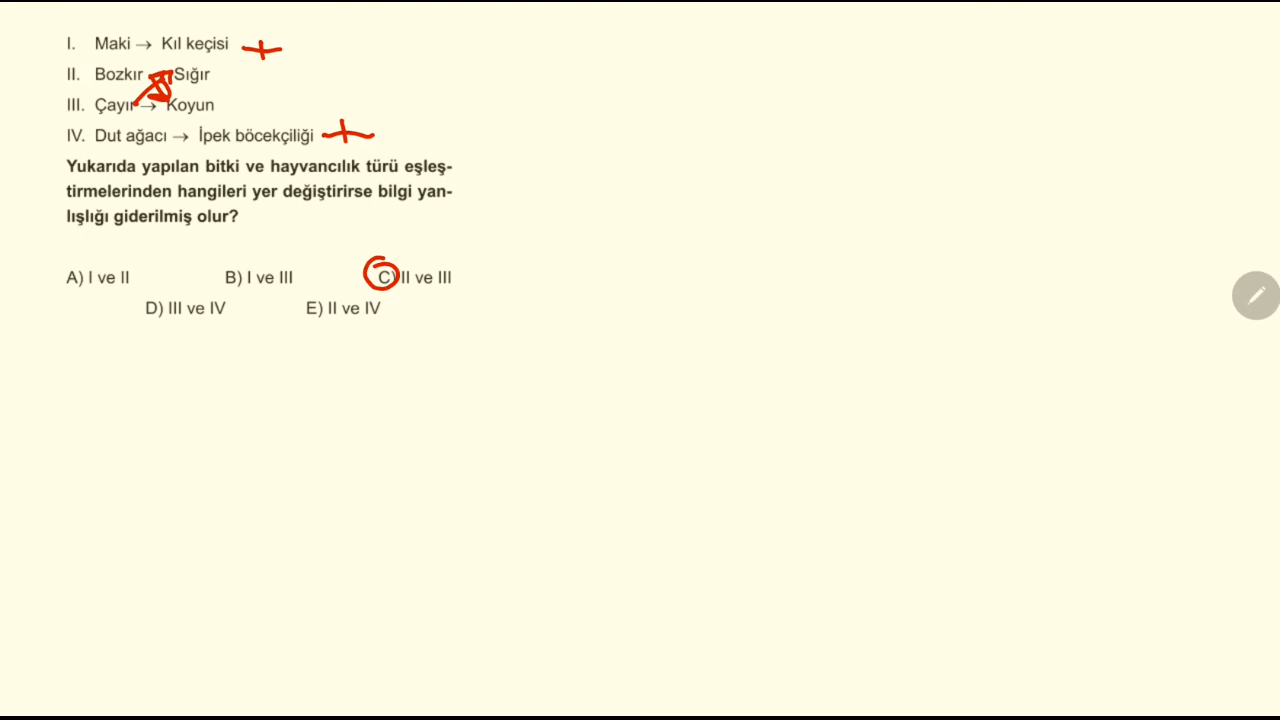 I. Maki → Kıl keçisi
II. Bozkır → Sığır
III. Çayır → Koyun
IV. Dut ağacı → İpek böcekçiliği
Yukarıda yapılan bitki ve hayvancılık türü eşleş-
tirmelerinden hangileri yer değiştirirse bilgi yan-
lışlığı giderilmiş olur?
A) I ve II B) I ve III C) II ve III
D) III ve IV E) II ve IV